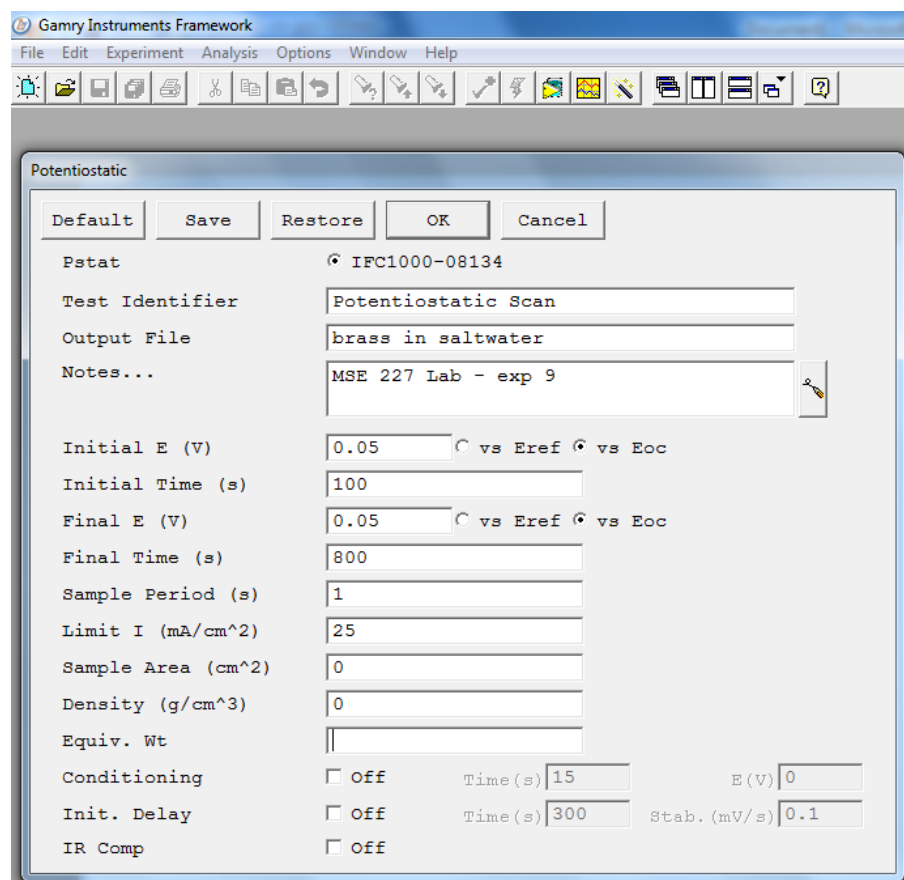 Gamry Instruments Framework
File Edit Experiment Analysis Options Window Help
Potentiostatic
Default Save Restore OK Cancel
Pstat IFC1000-08134
Test Identifier Potentiostatic Scan
Output File brass in saltwater
Notes... MSE 227 Lab - exp 9
Initial E (V) 0.05 vs Eref vs Eoc
Initial Time (s) 100
Final E (V) 0.05 vs Eref vs Eoc
Final Time (s) 800
Sample Period (s) 1
Limit I (mA/cm^2) 25
Sample Area (cm^2) 0
Density (g/cm^3) 0
Equiv. Wt
Conditioning Off Time(s) 15 E(V) 0
Init. Delay Off Time(s) 300 Stab.(mV/s) 0.1
IR Comp Off